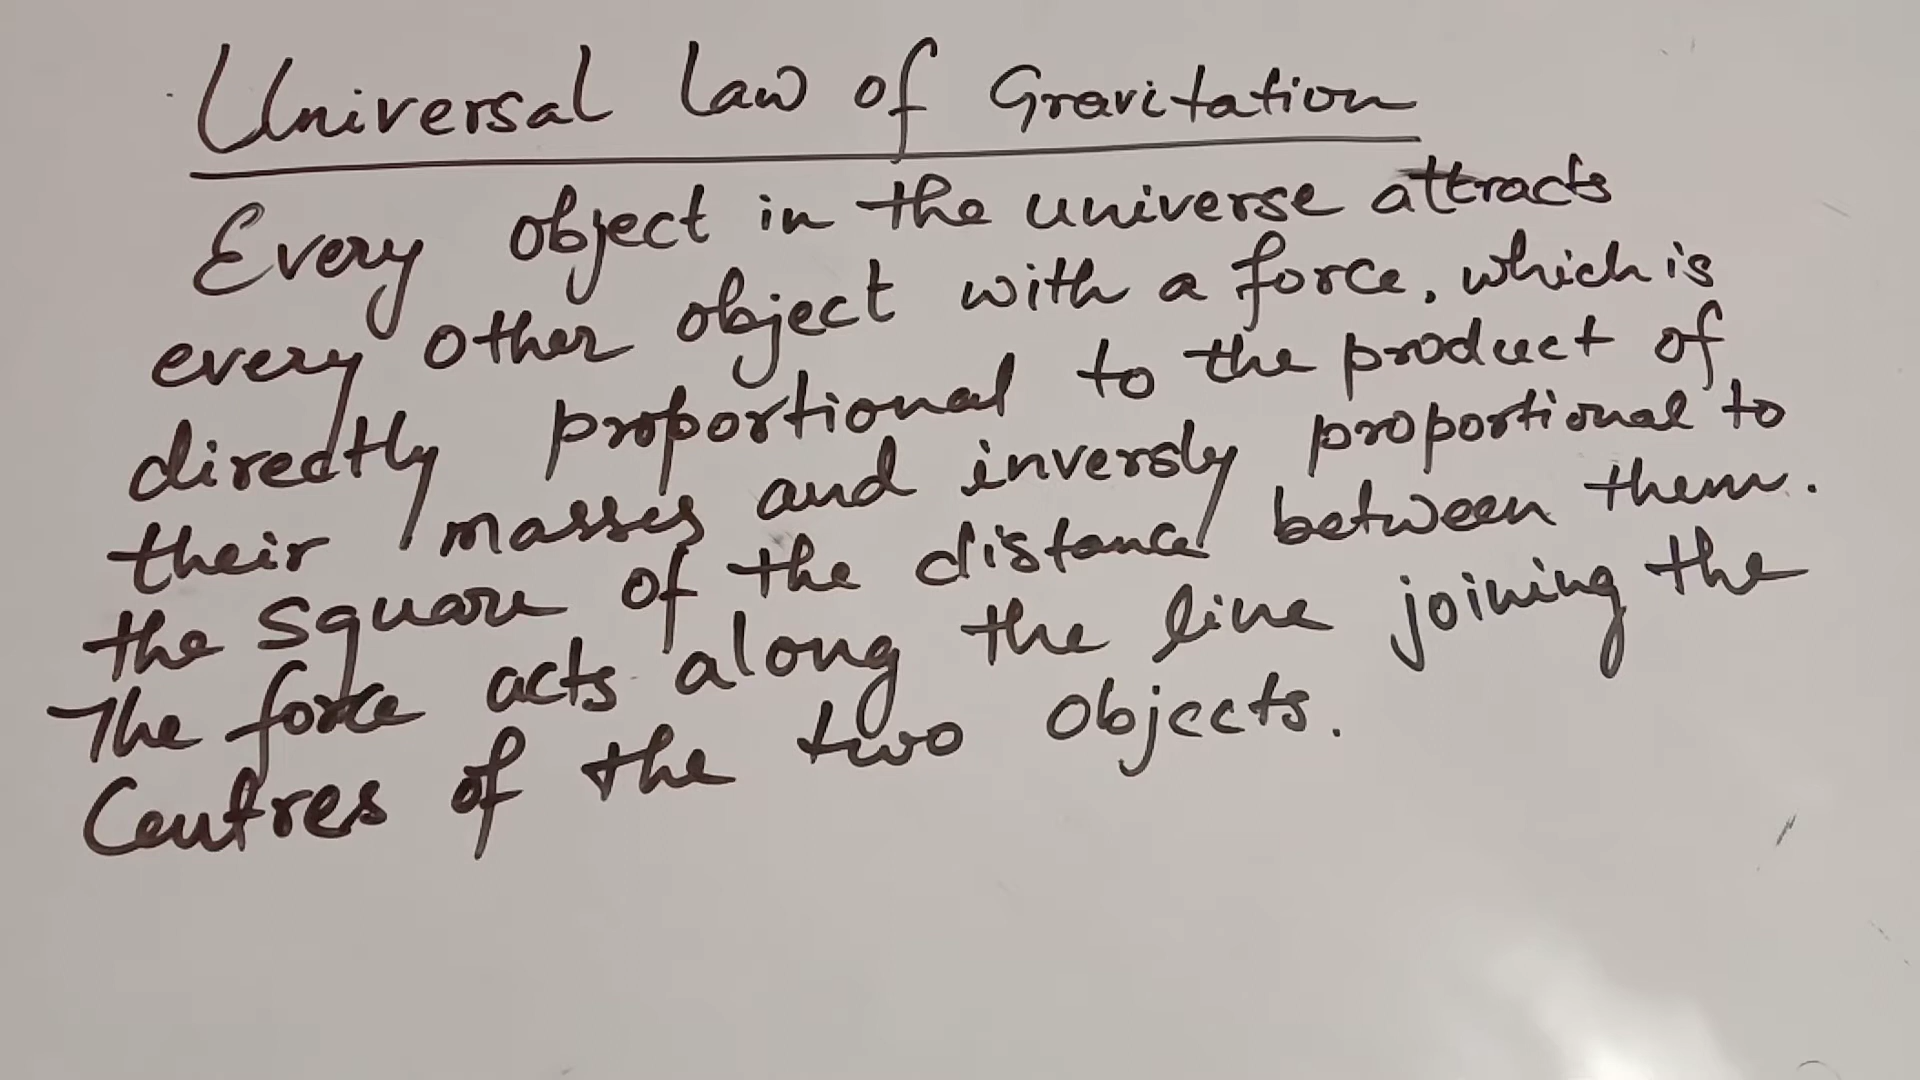 Universal Law of Gravitation
Every object in the universe attracts
every other object with a force, which is
directly proportional to the product of
their masses and inversly proportional to
the square of the distance between them.
The force acts along the line joining the
Centres of the two objects.